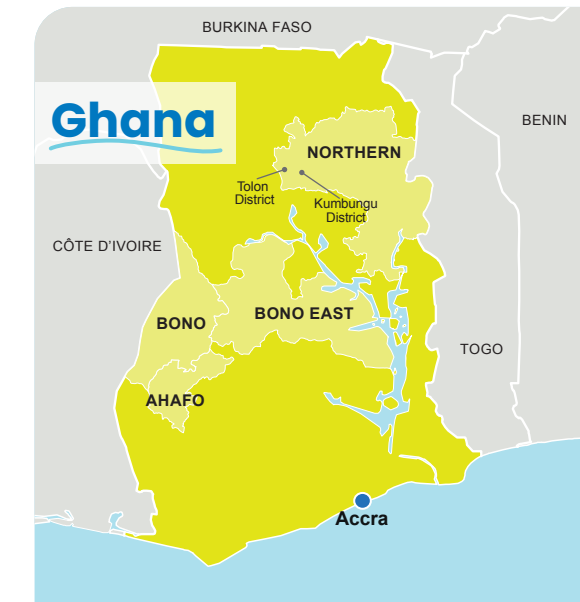 BURKINA FASO
Ghana
BENIN
NORTHERN
Tolon
District
Kumbungu
District
CÔTE D'IVOIRE
BONO
BONO EAST
TOGO
AHAFO
Accra